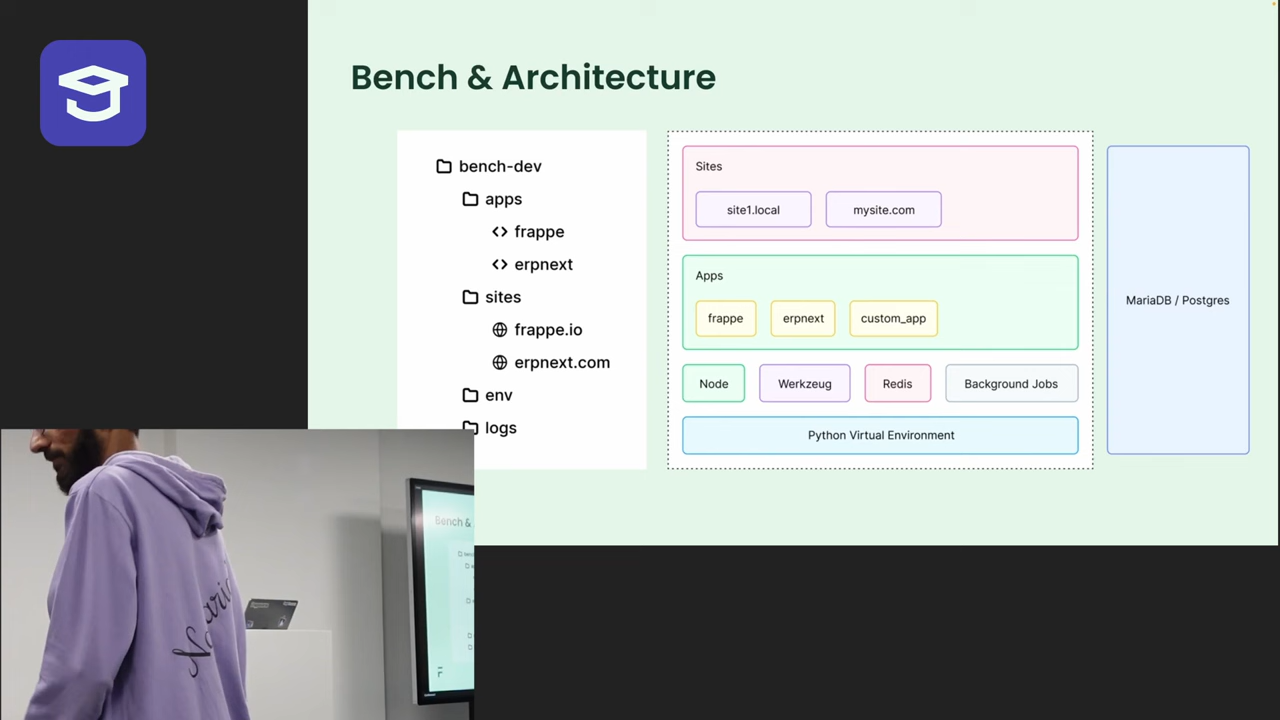 Bench & Architecture
bench-dev
apps
frappe
erpnext
sites
frappe.io
erpnext.com
env
logs
Sites
site1.local
mysite.com
Apps
frappe
erpnext
custom_app
Node
Werkzeug
Redis
Background Jobs
Python Virtual Environment
MariaDB / Postgres
Bench &